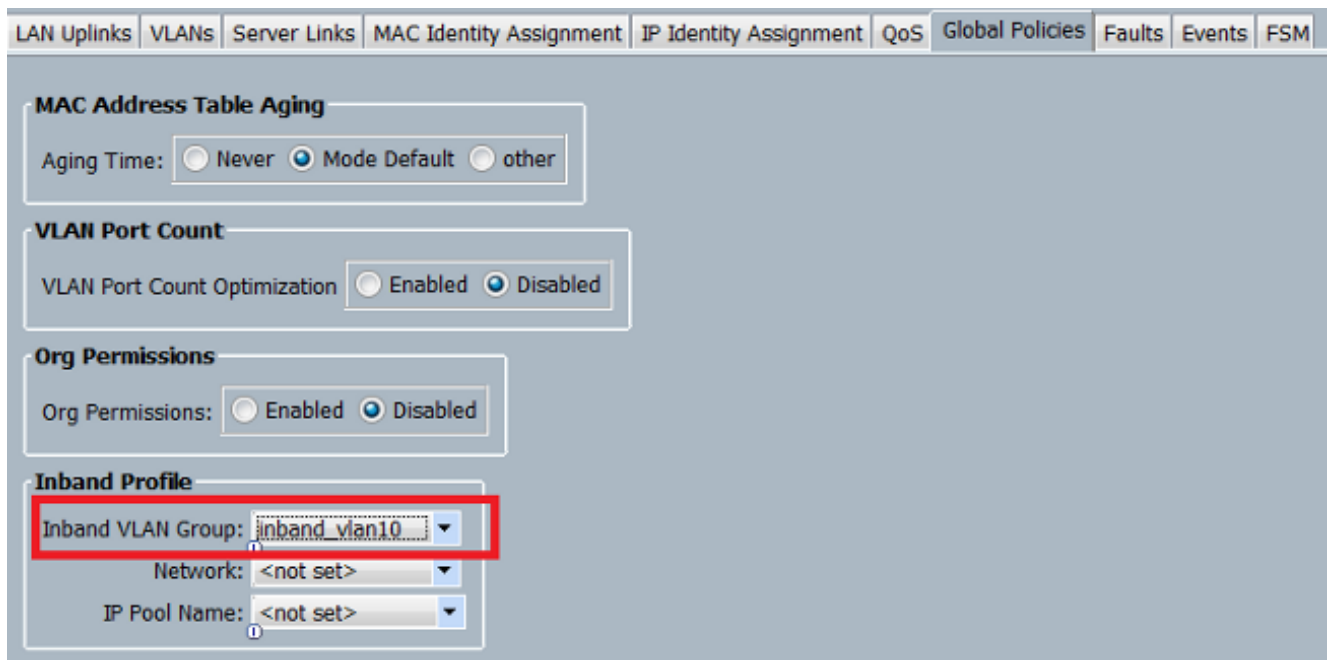 LAN Uplinks VLANs Server Links MAC Identity Assignment IP Identity Assignment QoS Global Policies Faults Events FSM
MAC Address Table Aging
Aging Time: Never Mode Default other
VLAN Port Count
VLAN Port Count Optimization Enabled Disabled
Org Permissions
Org Permissions: Enabled Disabled
Inband Profile
Inband VLAN Group: inband_vlan10
Network: <not set>
IP Pool Name: <not set>